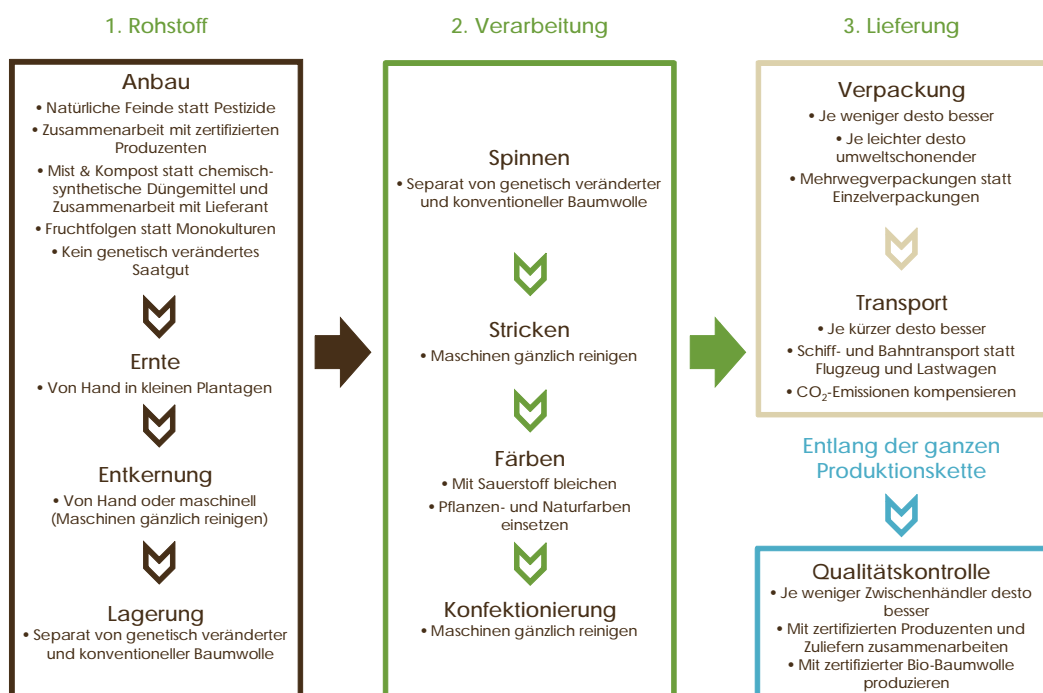 1. Rohstoff
Anbau
• Natürliche Feinde statt Pestizide
• Zusammenarbeit mit zertifizierten
Produzenten
• Mist & Kompost statt chemisch-
synthetische Düngemittel und
Zusammenarbeit mit Lieferant
• Fruchtfolgen statt Monokulturen
• Kein genetisch verändertes
Saatgut
Ernte
• Von Hand in kleinen Plantagen
Entkernung
• Von Hand oder maschinell
(Maschinen gänzlich reinigen)
Lagerung
• Separat von genetisch veränderter
und konventioneller Baumwolle
2. Verarbeitung
Spinnen
• Separat von genetisch veränderter
und konventioneller Baumwolle
Stricken
• Maschinen gänzlich reinigen
Färben
• Mit Sauerstoff bleichen
• Pflanzen- und Naturfarben
einsetzen
Konfektionierung
• Maschinen gänzlich reinigen
3. Lieferung
Verpackung
• Je weniger desto besser
• Je leichter desto
umweltschonender
• Mehrwegverpackungen statt
Einzelverpackungen
Transport
• Je kürzer desto besser
• Schiff- und Bahntransport statt
Flugzeug und Lastwagen
• CO₂-Emissionen kompensieren
Entlang der ganzen
Produktionskette
Qualitätskontrolle
• Je weniger Zwischenhändler desto
besser
• Mit zertifizierten Produzenten und
Zuliefern zusammenarbeiten
• Mit zertifizierter Bio-Baumwolle
produzieren